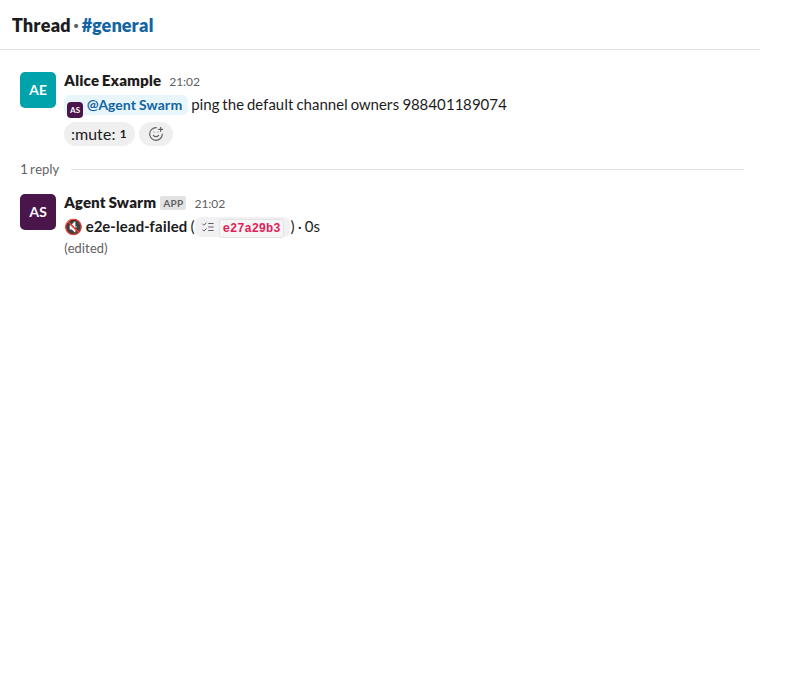 Thread • #general
AE
Alice Example 21:02
AS @Agent Swarm ping the default channel owners 988401189074
:mute: 1
1 reply
AS
Agent Swarm APP 21:02
🔇 e2e-lead-failed ( e27a29b3 ) · 0s
(edited)